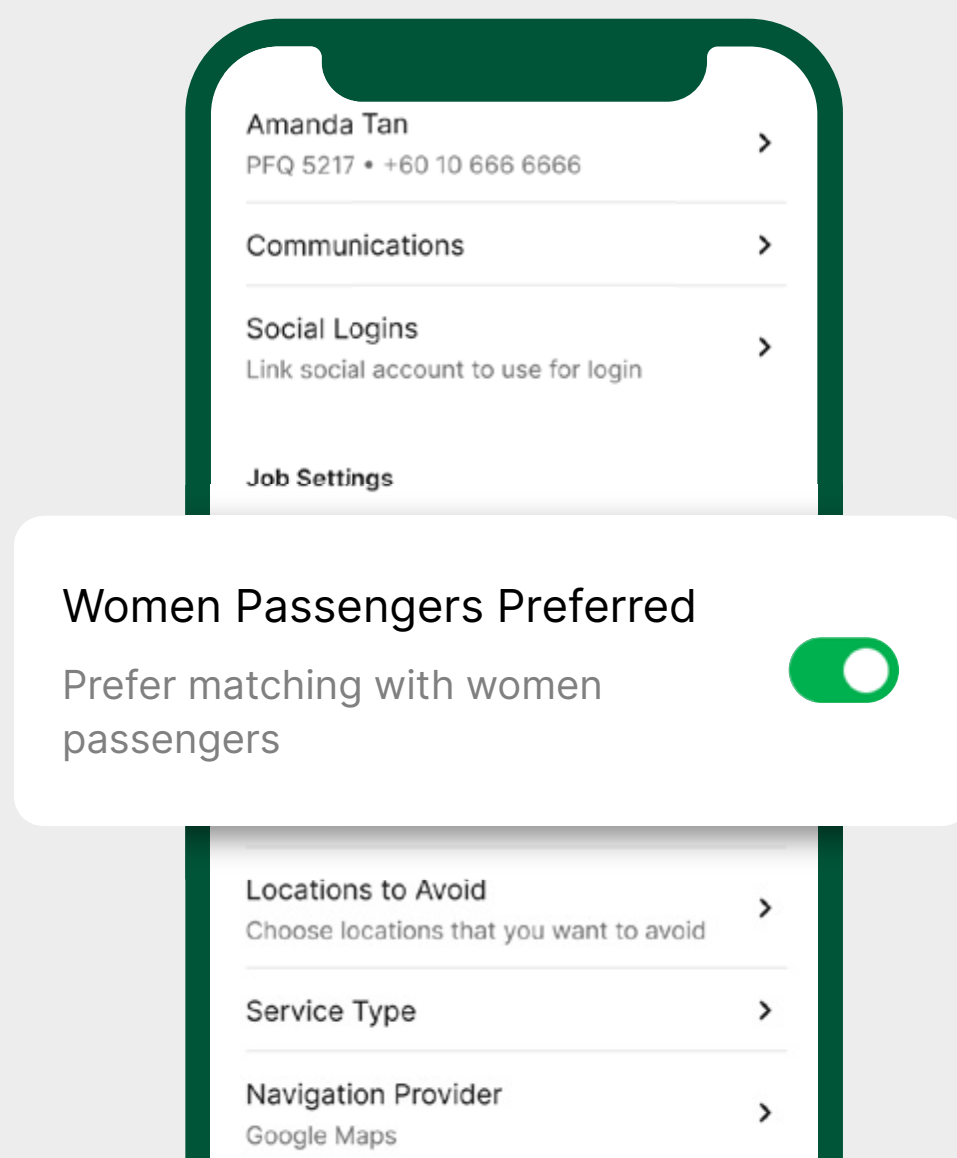 Amanda Tan
PFQ 5217 • +60 10 666 6666
Communications
Social Logins
Link social account to use for login
Job Settings
Women Passengers Preferred
Prefer matching with women
passengers
Locations to Avoid
Choose locations that you want to avoid
Service Type
Navigation Provider
Google Maps